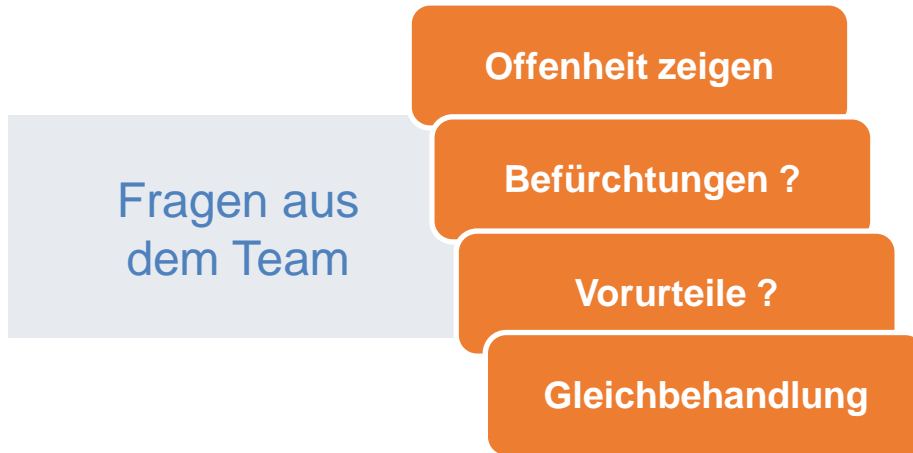 Offenheit zeigen
Befürchtungen ?
Fragen aus
dem Team
Vorurteile ?
Gleichbehandlung